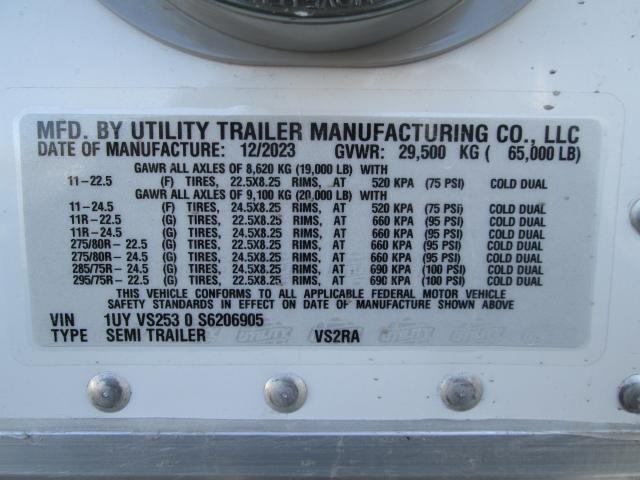 MFD. BY UTILITY TRAILER MANUFACTURING CO., LLC
DATE OF MANUFACTURE: 12/2023 GVWR: 29,500 KG ( 65,000 LB)
GAWR ALL AXLES OF 8,620 KG (19,000 LB) WITH
11-22.5 (F) TIRES, 22.5X8.25 RIMS, AT 520 KPA (75 PSI) COLD DUAL
GAWR ALL AXLES OF 9,100 KG (20,000 LB) WITH
11-24.5 (F) TIRES, 24.5X8.25 RIMS, AT 520 KPA (75 PSI) COLD DUAL
11R-22.5 (G) TIRES, 22.5X8.25 RIMS, AT 660 KPA (95 PSI) COLD DUAL
11R-24.5 (G) TIRES, 24.5X8.25 RIMS, AT 660 KPA (95 PSI) COLD DUAL
275/80R-22.5 (G) TIRES, 22.5X8.25 RIMS, AT 660 KPA (95 PSI) COLD DUAL
275/80R-24.5 (G) TIRES, 24.5X8.25 RIMS, AT 660 KPA (95 PSI) COLD DUAL
285/75R-24.5 (G) TIRES, 24.5X8.25 RIMS, AT 690 KPA (100 PSI) COLD DUAL
295/75R-22.5 (G) TIRES, 22.5X8.25 RIMS, AT 690 KPA (100 PSI) COLD DUAL
THIS VEHICLE CONFORMS TO ALL APPLICABLE FEDERAL MOTOR VEHICLE
SAFETY STANDARDS IN EFFECT ON DATE OF MANUFACTURE SHOWN ABOVE
VIN 1UY VS253 0 S6206905
TYPE SEMI TRAILER VS2RA
UTILITY UTILITY UTILITY